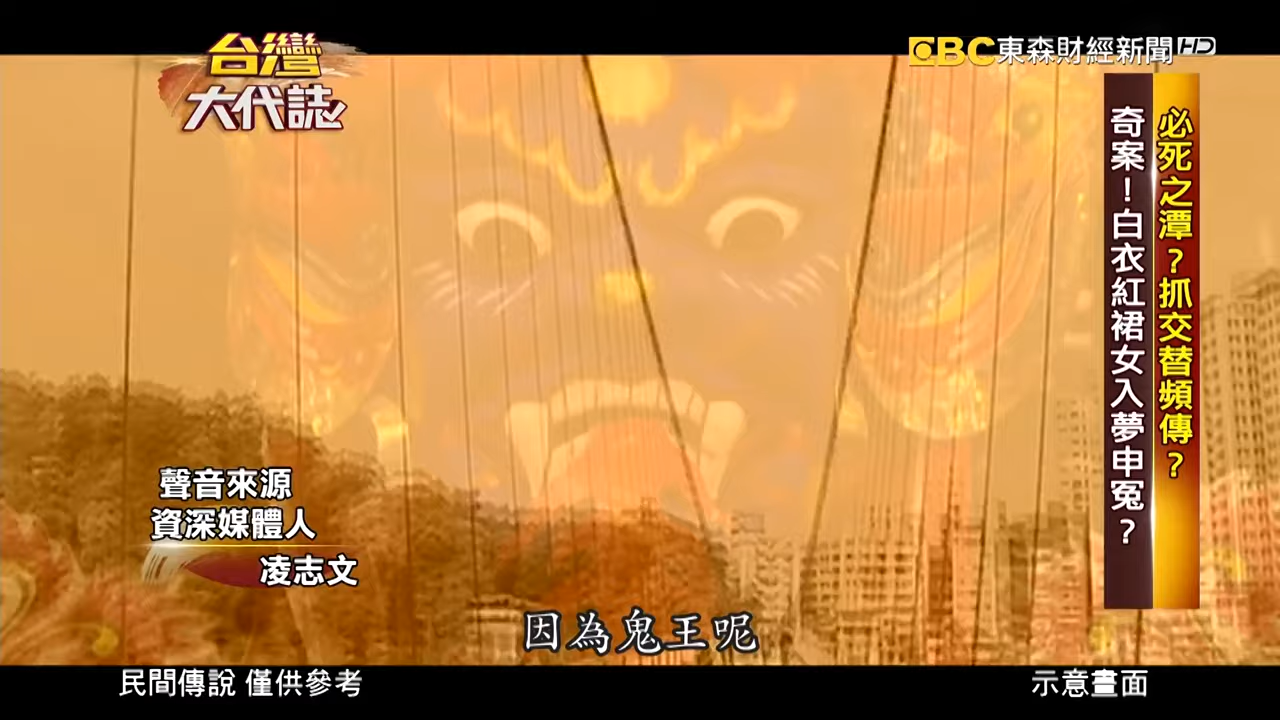 台灣
大代誌
EBC東森財經新聞HD
必死之潭？抓交替頻傳？
奇案！白衣紅裙女入夢申冤？
聲音來源
資深媒體人
凌志文
因為鬼王呢
民間傳說 僅供參考
示意畫面